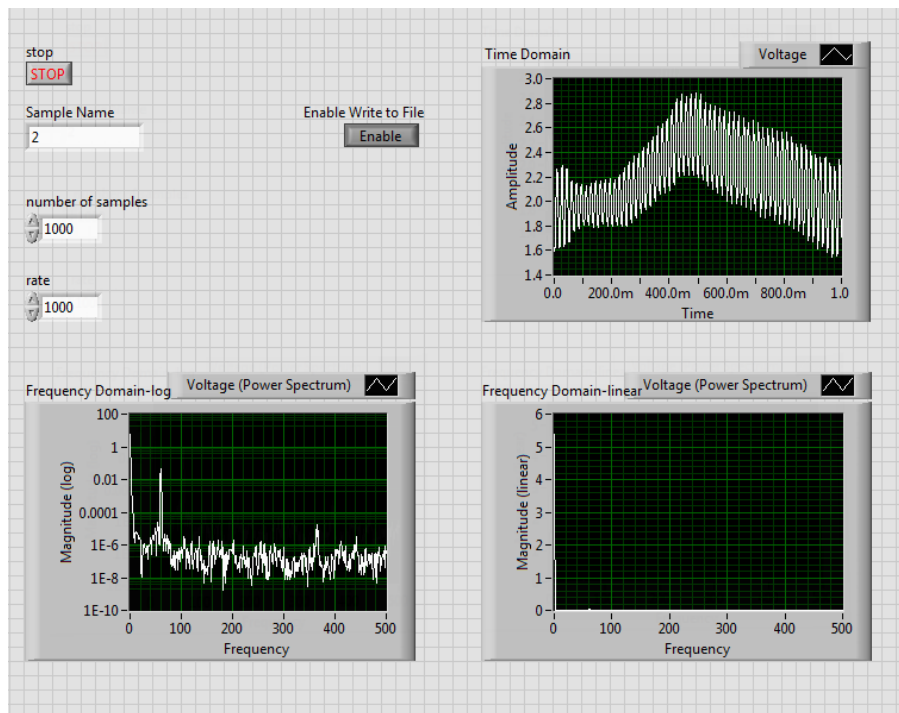 stop
STOP
Sample Name
2
Enable Write to File
Enable
number of samples
1000
rate
1000
Time Domain
Voltage
3.0
2.8
2.6
2.4
2.2
2.0
1.8
1.6
1.4
Amplitude
0.0 200.0m 400.0m 600.0m 800.0m 1.0
Time
Frequency Domain-log
Voltage (Power Spectrum)
100
1
0.01
0.0001
1E-6
1E-8
1E-10
Magnitude (log)
0 100 200 300 400 500
Frequency
Frequency Domain-linear
Voltage (Power Spectrum)
6
5
4
3
2
1
0
Magnitude (linear)
0 100 200 300 400 500
Frequency